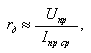 r_д = U_пр / I_пр ср ,